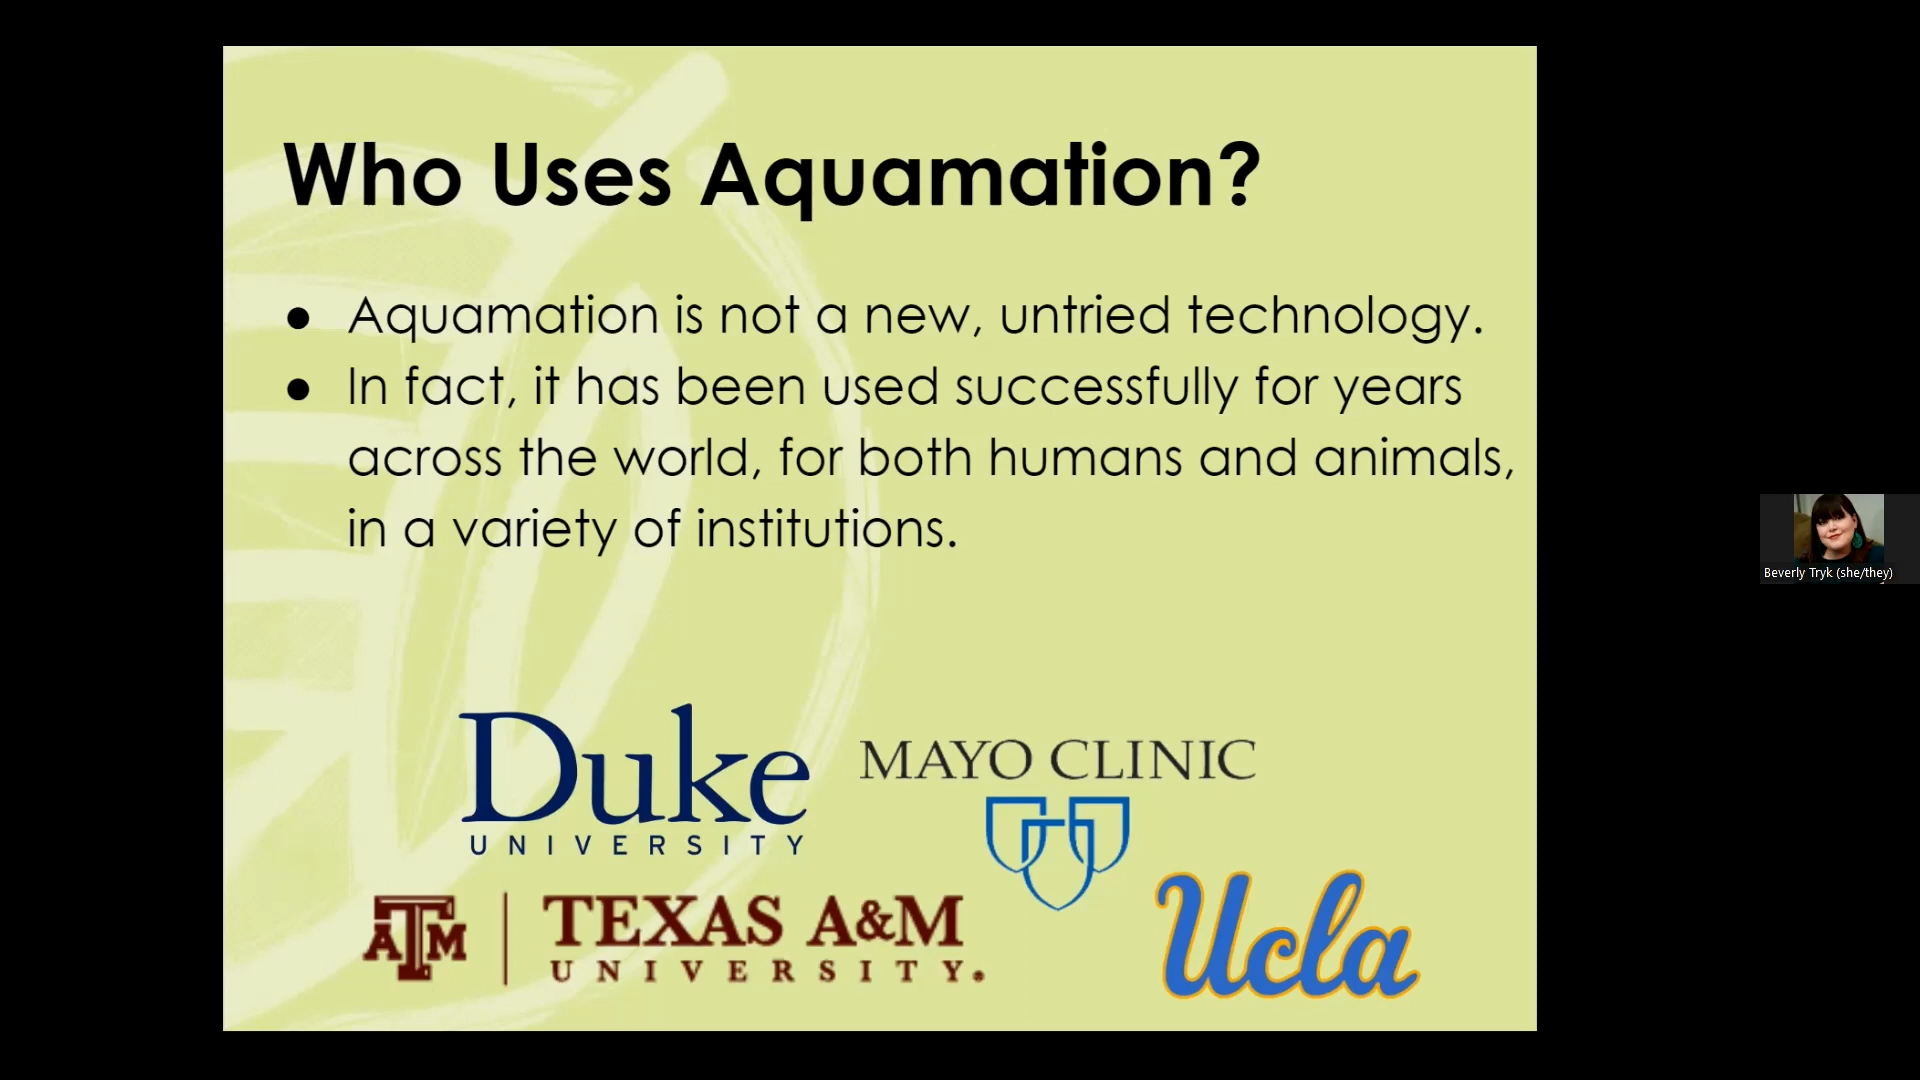 Who Uses Aquamation?
● Aquamation is not a new, untried technology.
● In fact, it has been used successfully for years
across the world, for both humans and animals,
in a variety of institutions.
Duke
UNIVERSITY
MAYO CLINIC
ATM
TEXAS A&M
UNIVERSITY®
Ucla
Beverly Tryk (she/they)